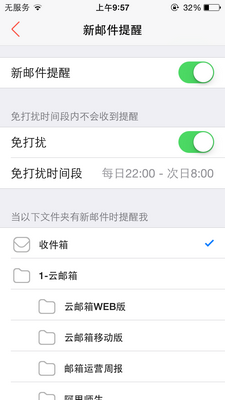 无服务 上午9:57 32%
新邮件提醒
新邮件提醒
免打扰时间段内不会收到提醒
免打扰
免打扰时间段 每日22:00 - 次日8:00
当以下文件夹有新邮件时提醒我
收件箱
1-云邮箱
云邮箱WEB版
云邮箱移动版
邮箱运营周报
阿里师生